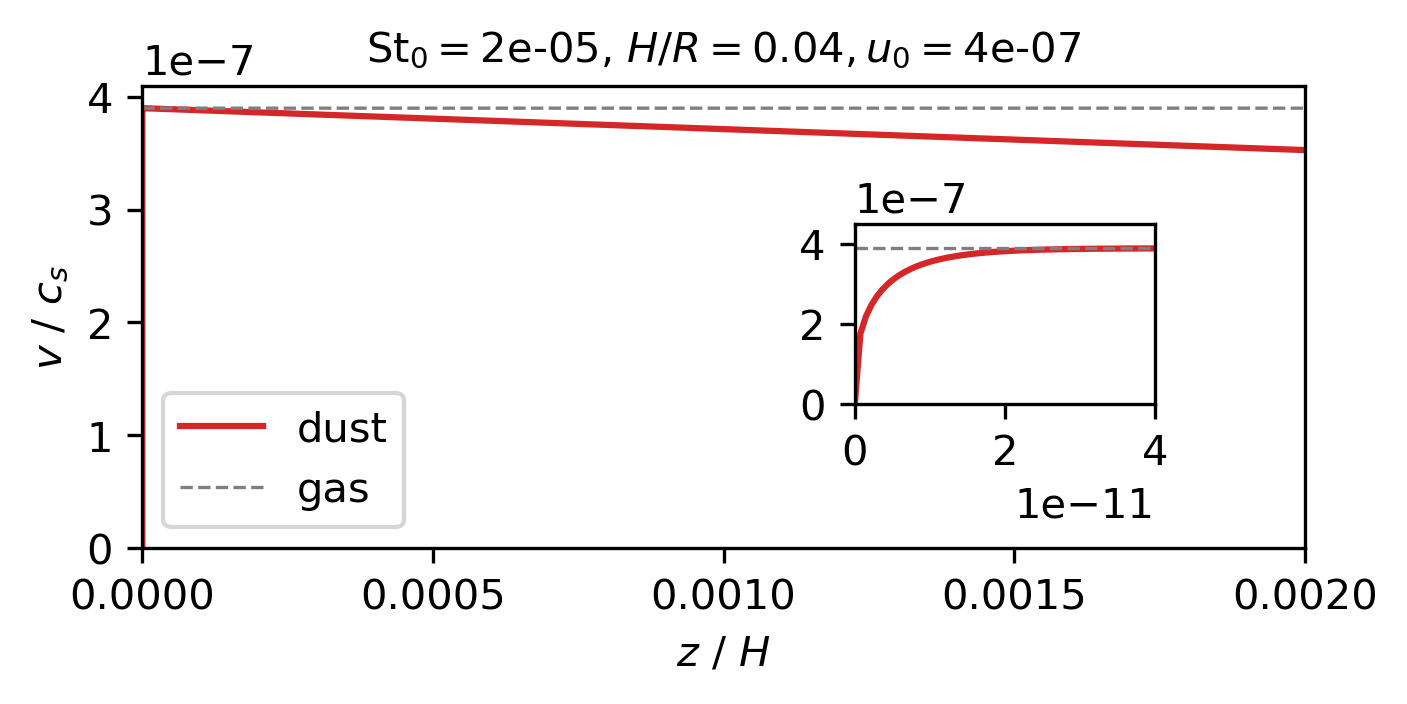 St₀ = 2e-05, H/R = 0.04, u₀ = 4e-07
1e−7
4
3
2
1
0
v / cₛ
0.0000 0.0005 0.0010 0.0015 0.0020
z / H
dust
gas
1e−7
4
2
0
0 2 4
1e−11